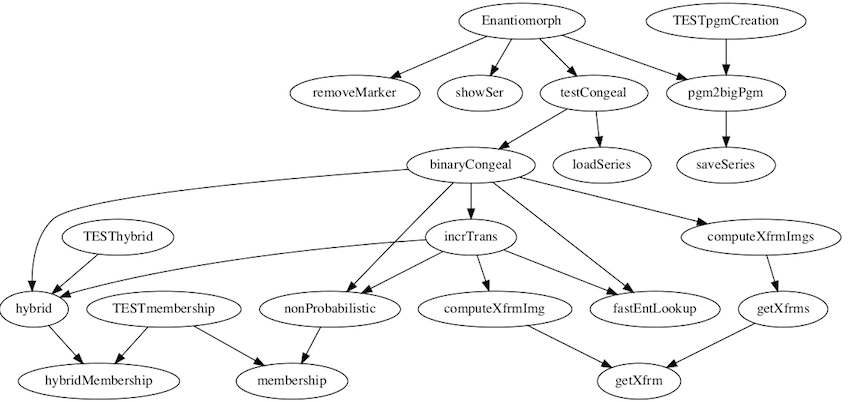 Enantiomorph
TESTpgmCreation
removeMarker
showSer
testCongeal
pgm2bigPgm
binaryCongeal
loadSeries
saveSeries
TESThybrid
incrTrans
computeXfrmImgs
hybrid
TESTmembership
nonProbabilistic
computeXfrmImg
fastEntLookup
getXfrms
hybridMembership
membership
getXfrm